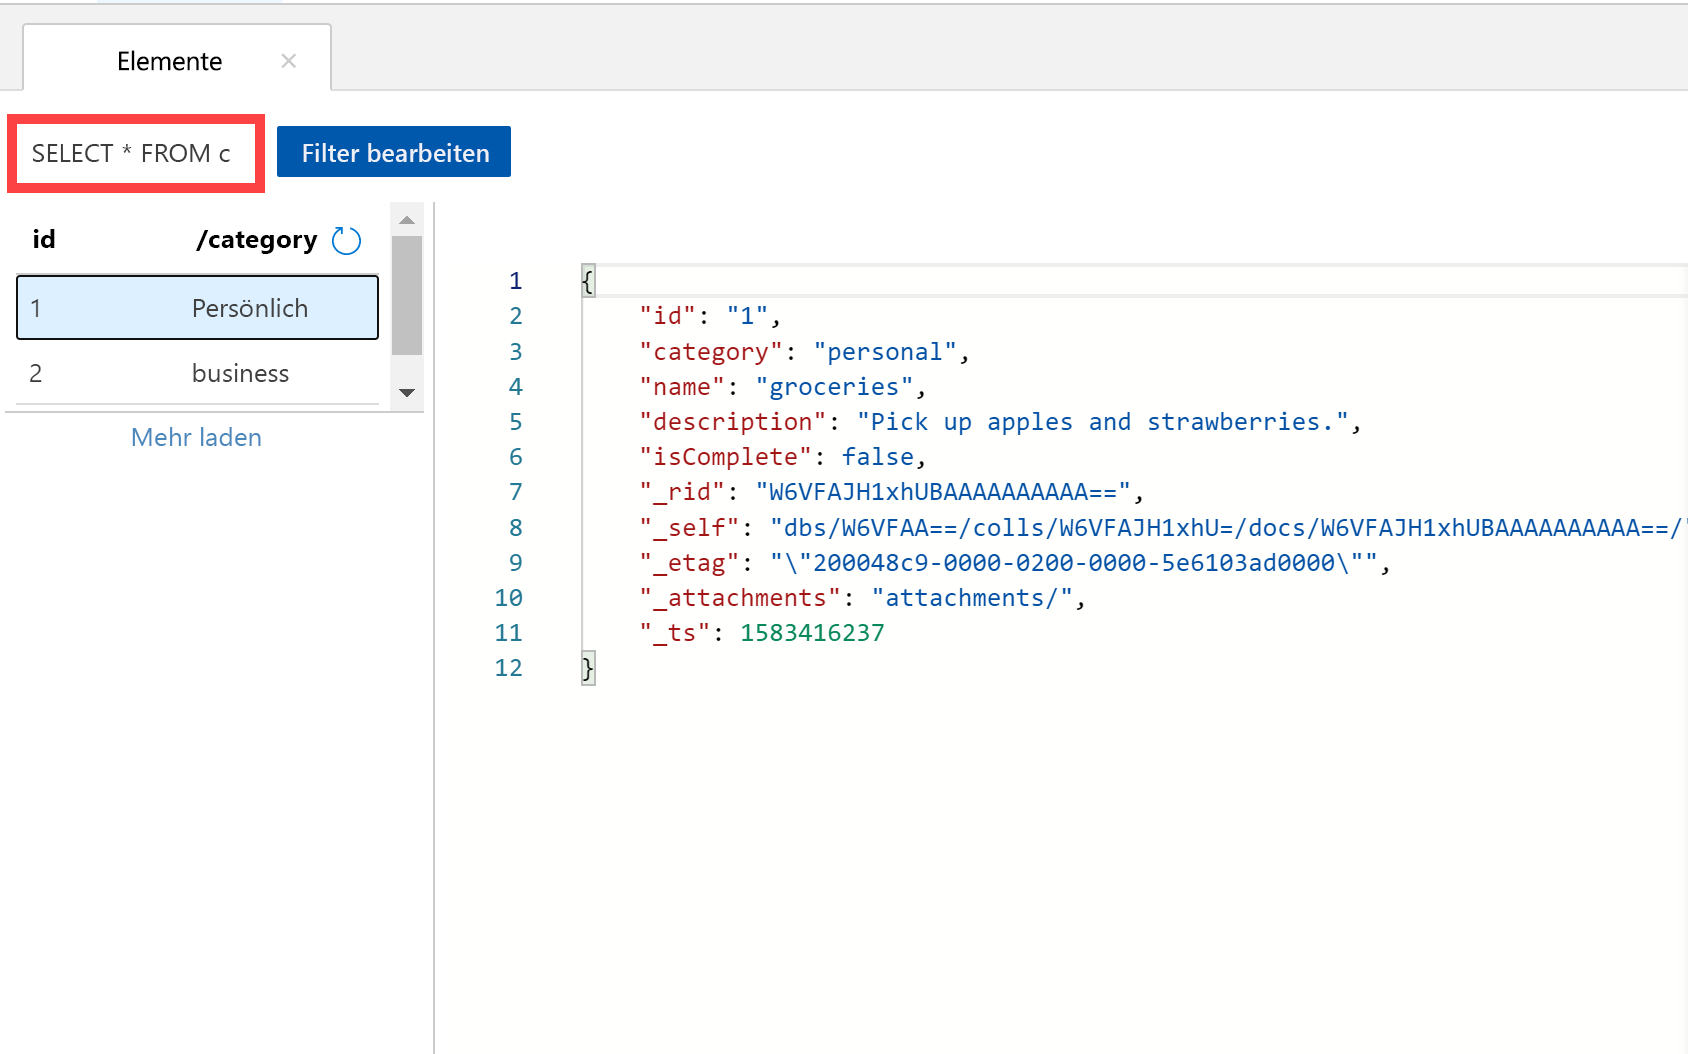 Elemente ×
SELECT * FROM c
Filter bearbeiten
id /category
1 Persönlich
2 business
Mehr laden
1 {
2 "id": "1",
3 "category": "personal",
4 "name": "groceries",
5 "description": "Pick up apples and strawberries.",
6 "isComplete": false,
7 "_rid": "W6VFAJH1xhUBAAAAAAAAAA==",
8 "_self": "dbs/W6VFAA==/colls/W6VFAJH1xhU=/docs/W6VFAJH1xhUBAAAAAAAAAA==/"
9 "_etag": "\"200048c9-0000-0200-0000-5e6103ad0000\"",
10 "_attachments": "attachments/",
11 "_ts": 1583416237
12 }